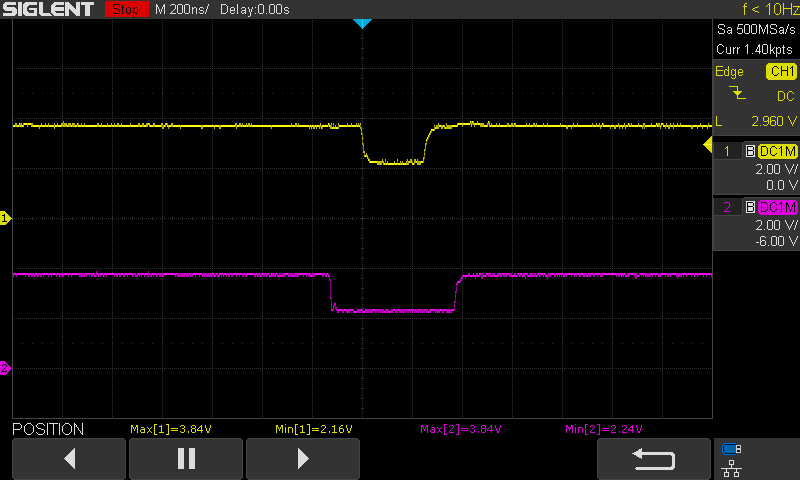 SIGLENT Stop M 200ns/ Delay:0.00s f < 10Hz
Sa 500MSa/s
Curr 1.40kpts
Edge CH1
DC
L 2.960 V
1 B DC1M
2.00 V/
0.0 V
2 B DC1M
2.00 V/
-6.00 V
1
2
POSITION Max[1]=3.84V Min[1]=2.16V Max[2]=3.84V Min[2]=2.24V